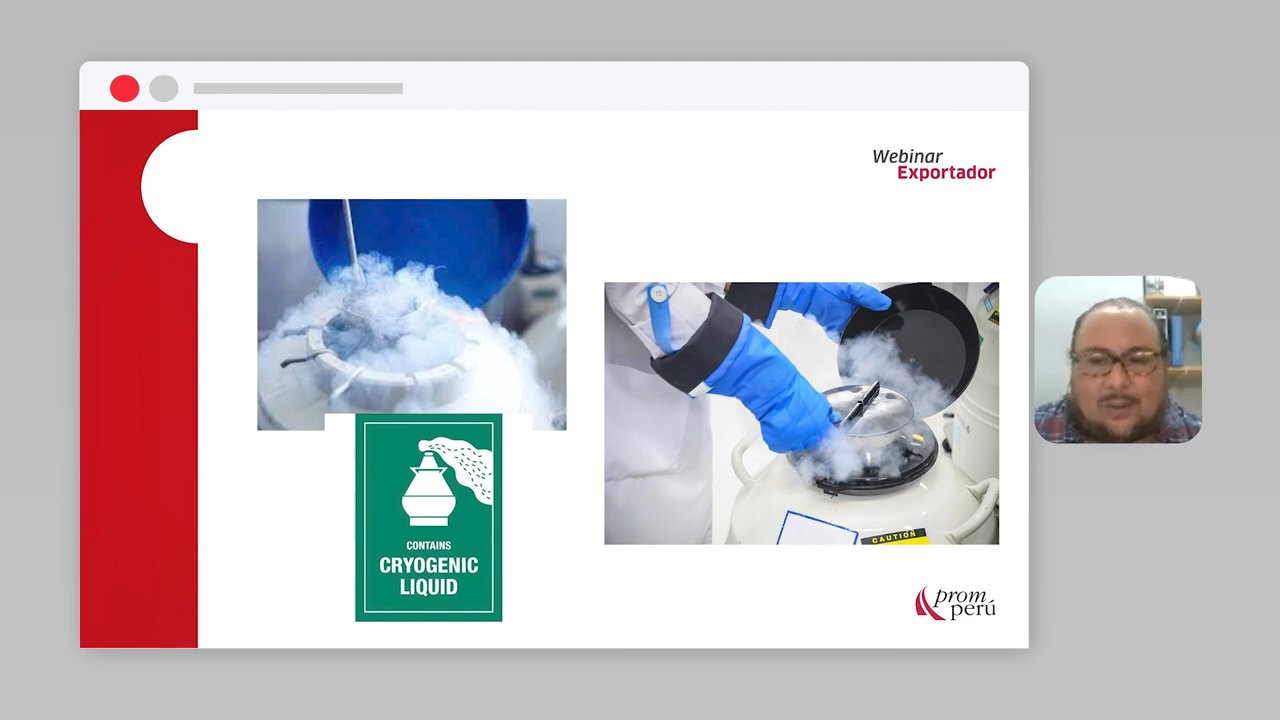 Webinar
Exportador
CAUTION
CONTAINS
CRYOGENIC
LIQUID
prom
perú